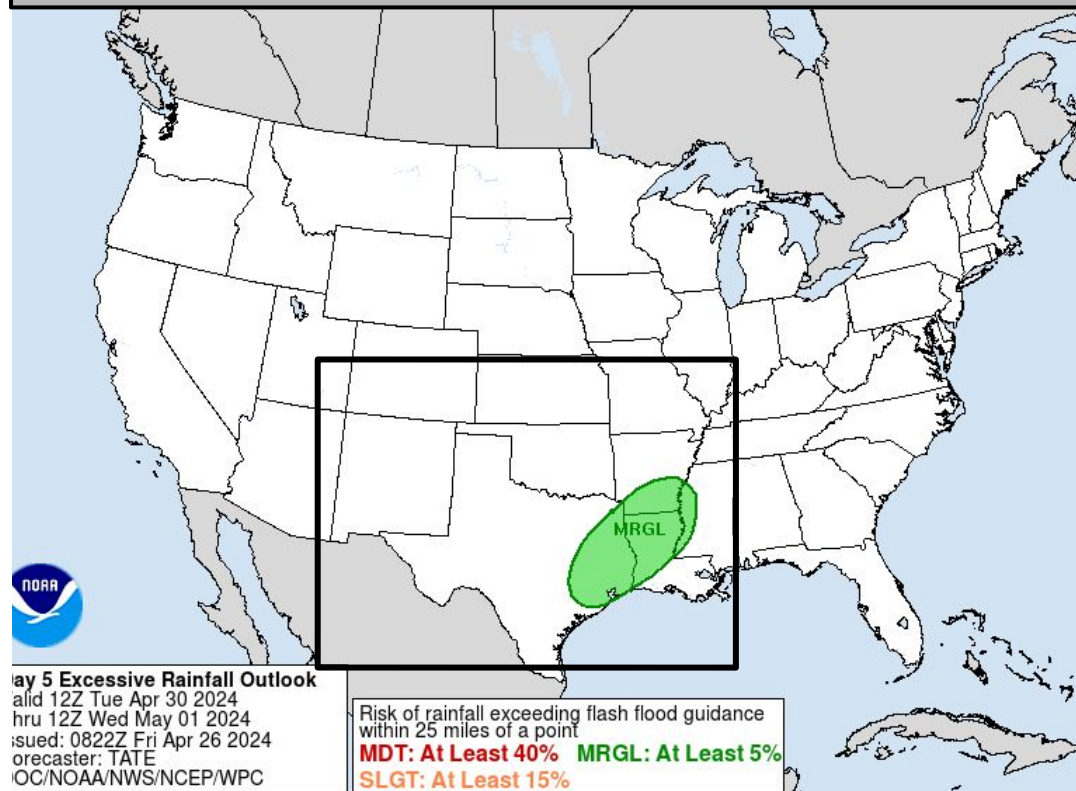 MRGL
NOAA
ay 5 Excessive Rainfall Outlook
alid 12Z Tue Apr 30 2024
hru 12Z Wed May 01 2024
ssued: 0822Z Fri Apr 26 2024
orecaster: TATE
DOC/NOAA/NWS/NCEP/WPC
Risk of rainfall exceeding flash flood guidance
within 25 miles of a point
MDT: At Least 40% MRGL: At Least 5%
SLGT: At Least 15%